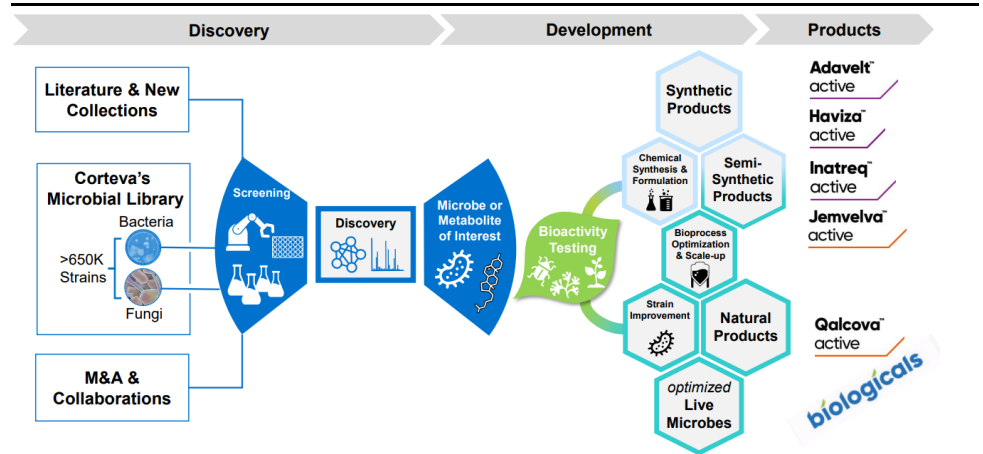 Discovery
Development
Products
Literature & New
Collections
Corteva's
Microbial Library
Bacteria
>650K
Strains
Fungi
M&A &
Collaborations
Screening
Discovery
Microbe or
Metabolite
of Interest
Bioactivity
Testing
Synthetic
Products
Chemical
Synthesis &
Formulation
Semi-
Synthetic
Products
Bioprocess
Optimization
& Scale-up
Strain
Improvement
Natural
Products
optimized
Live
Microbes
Adavelt™
active
Haviza™
active
Inatreq™
active
Jemvelva™
active
Qalcova™
active
biologicals